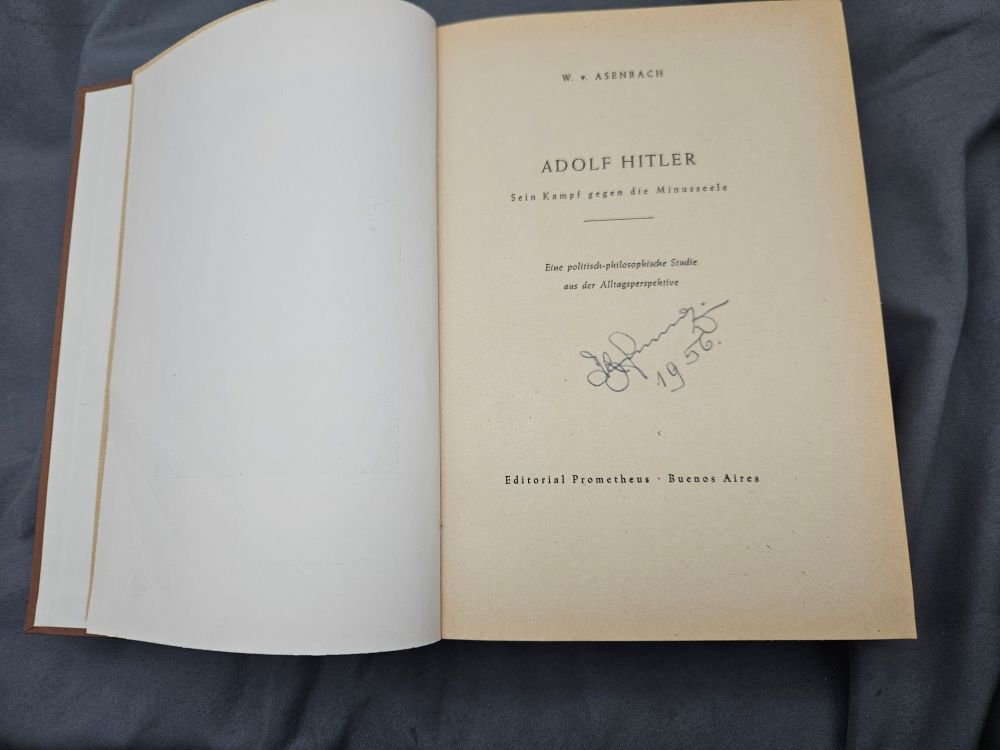 W. v. ASENBACH
ADOLF HITLER
Sein Kampf gegen die Minusseele
Eine politisch-philosophische Studie
aus der Alltagsperspektive
1956.
Editorial Prometheus · Buenos Aires